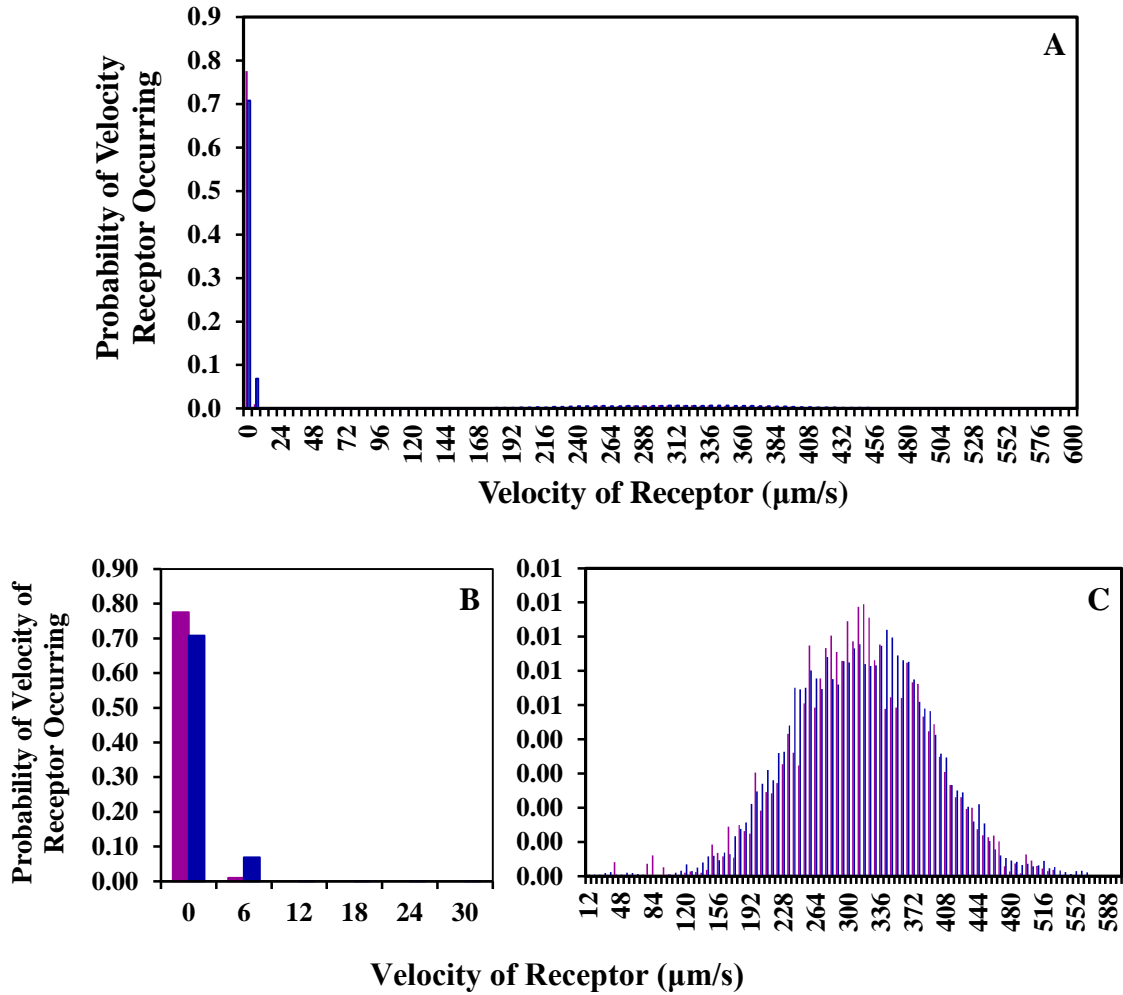 A
Probability of Velocity
Receptor Occurring
0.9
0.8
0.7
0.6
0.5
0.4
0.3
0.2
0.1
0.0
0 24 48 72 96 120 144 168 192 216 240 264 288 312 336 360 384 408 432 456 480 504 528 552 576 600
Velocity of Receptor (μm/s)
B
Probability of Velocity of
Receptor Occurring
0.90
0.80
0.70
0.60
0.50
0.40
0.30
0.20
0.10
0.00
0 6 12 18 24 30
C
0.01
0.01
0.01
0.01
0.01
0.00
0.00
0.00
0.00
0.00
12 48 84 120 156 192 228 264 300 336 372 408 444 480 516 552 588
Velocity of Receptor (μm/s)